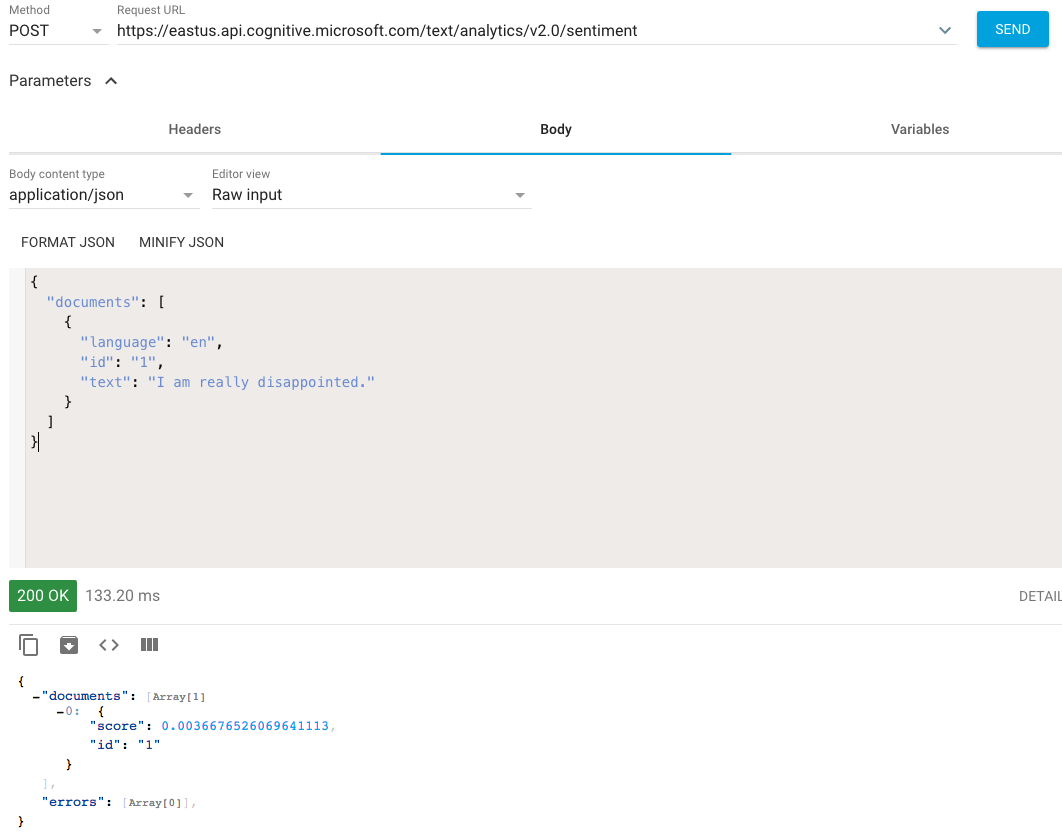 Method
Request URL
POST
https://eastus.api.cognitive.microsoft.com/text/analytics/v2.0/sentiment
SEND
Parameters
Headers
Body
Variables
Body content type
Editor view
application/json
Raw input
FORMAT JSON
MINIFY JSON
{
"documents": [
{
"language": "en",
"id": "1",
"text": "I am really disappointed."
}
]
}
200 OK
133.20 ms
DETAIL
{
-"documents": [Array[1]
-0: {
"score": 0.0036676526069641113,
"id": "1"
}
],
"errors": [Array[0]],
}